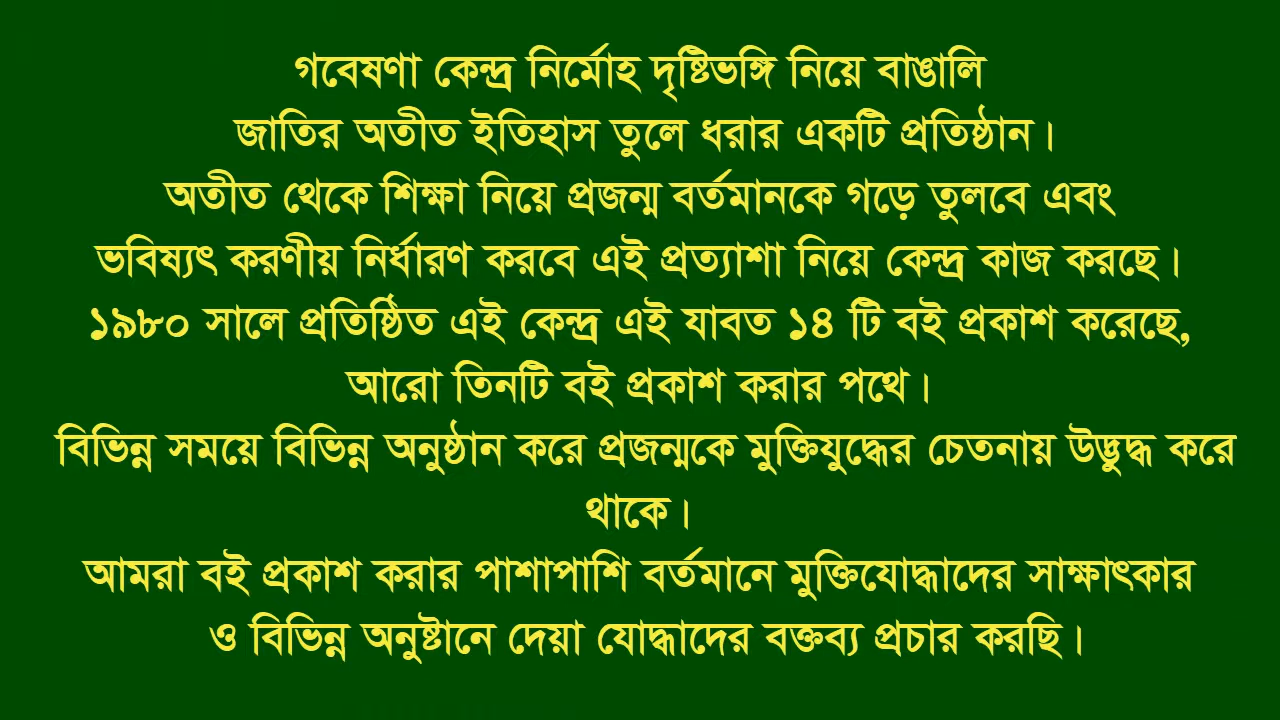 গবেষণা কেন্দ্র নির্মোহ দৃষ্টিভঙ্গি নিয়ে বাঙালি
জাতির অতীত ইতিহাস তুলে ধরার একটি প্রতিষ্ঠান।
অতীত থেকে শিক্ষা নিয়ে প্রজন্ম বর্তমানকে গড়ে তুলবে এবং
ভবিষ্যৎ করণীয় নির্ধারণ করবে এই প্রত্যাশা নিয়ে কেন্দ্র কাজ করছে।
১৯৮০ সালে প্রতিষ্ঠিত এই কেন্দ্র এই যাবত ১৪ টি বই প্রকাশ করেছে,
আরো তিনটি বই প্রকাশ করার পথে।
বিভিন্ন সময়ে বিভিন্ন অনুষ্ঠান করে প্রজন্মকে মুক্তিযুদ্ধের চেতনায় উদ্ভুদ্ধ করে
থাকে।
আমরা বই প্রকাশ করার পাশাপাশি বর্তমানে মুক্তিযোদ্ধাদের সাক্ষাৎকার
ও বিভিন্ন অনুষ্টানে দেয়া যোদ্ধাদের বক্তব্য প্রচার করছি।